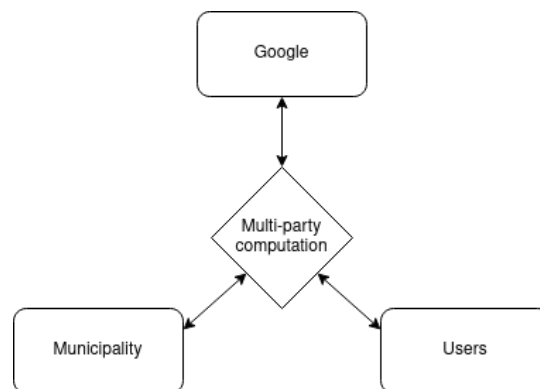 Google
Multi-party
computation
Municipality
Users